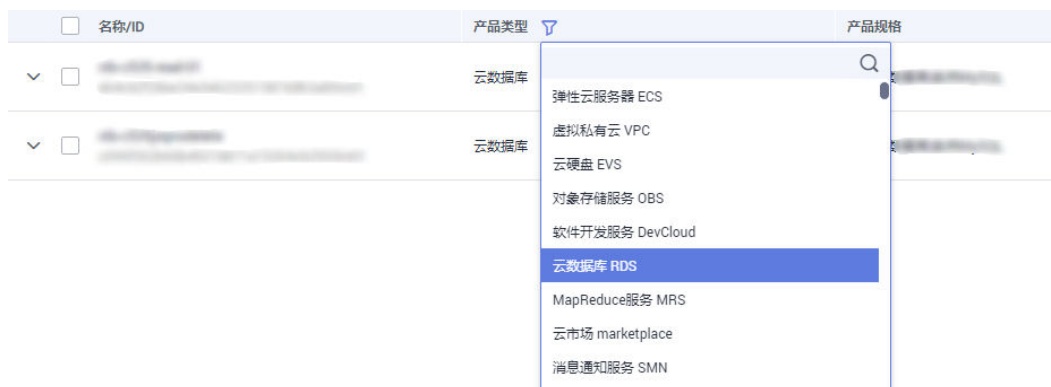 名称/ID 产品类型 产品规格
云数据库
弹性云服务器 ECS
虚拟私有云 VPC
云数据库
云硬盘 EVS
对象存储服务 OBS
软件开发服务 DevCloud
云数据库 RDS
MapReduce服务 MRS
云市场 marketplace
消息通知服务 SMN